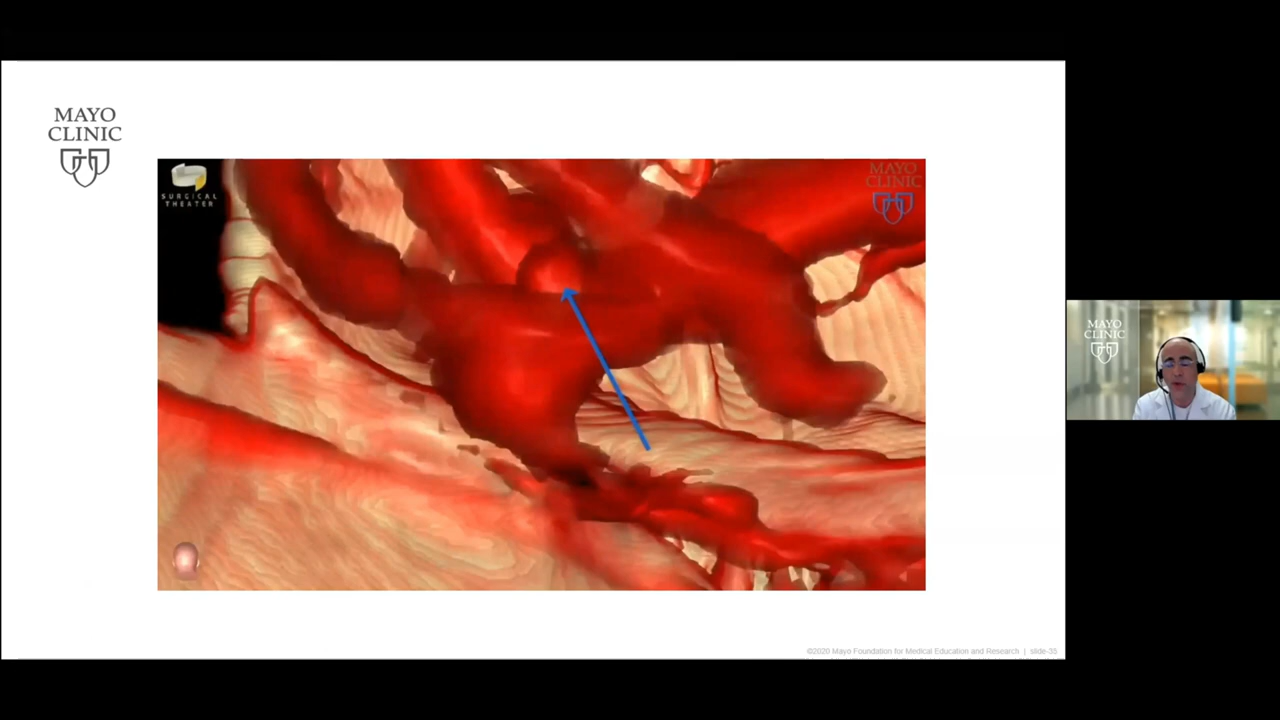 MAYO
CLINIC
SURGICAL
THEATER
MAYO
CLINIC
MAYO
CLINIC
©2020 Mayo Foundation for Medical Education and Research | slide-35